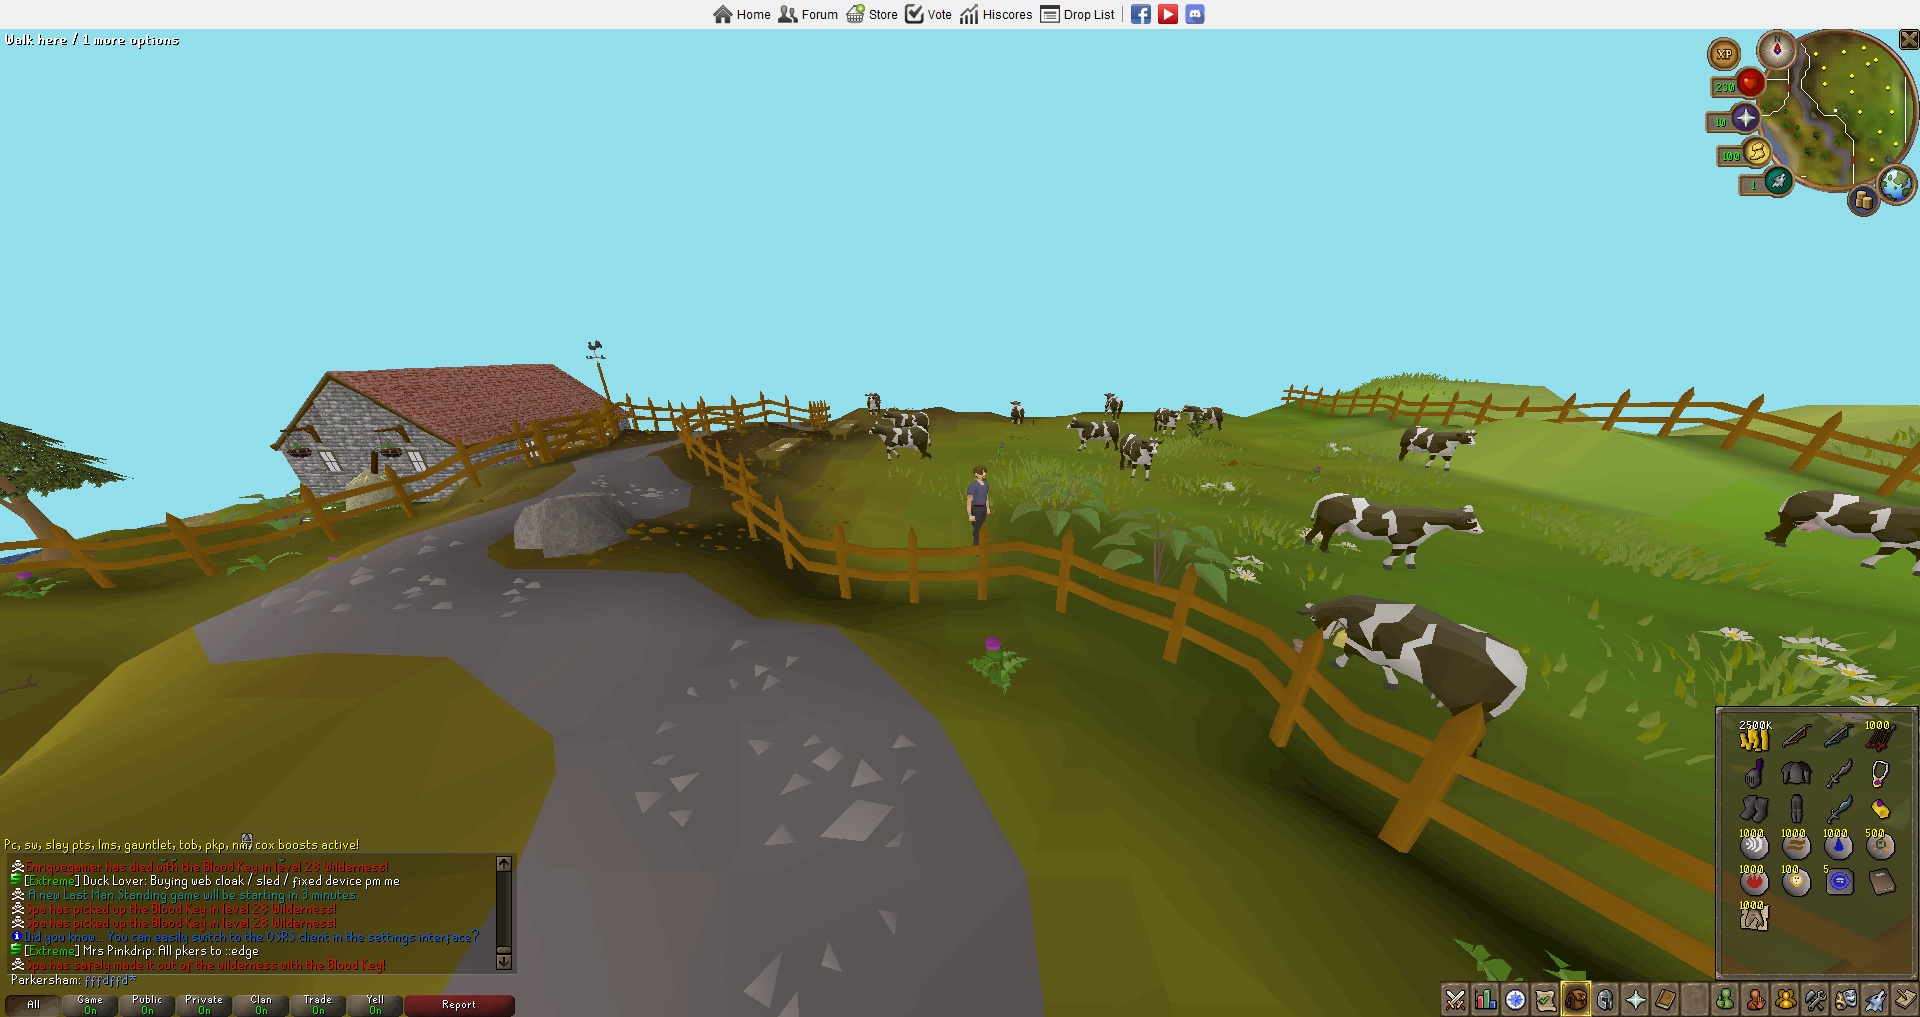 Home Forum Store Vote Hiscores Drop List
Walk here / 1 more options
N
XP
230
10
100
1
2500K 1000
1000 1000 1000 500
1000 100 5
1000
Pc, sw, slay pts, lms, gauntlet, tob, pkp, nm, cox boosts active!
Enriquegamer has died with the Blood Key in level 28 Wilderness!
[Extreme] Duck Lover: Buying web cloak / sled / fixed device pm me
A new Last Man Standing game will be starting in 3 minutes.
Spa has picked up the Blood Key in level 28 Wilderness!
Spa has picked up the Blood Key in level 28 Wilderness!
Did you know... You can easily switch to the OSRS client in the settings interface?
[Extreme] Mrs Pinkdrip: All pkers to ::edge
Spa has safely made it out of the wilderness with the Blood Key!
Parkersham: fffdffd*
All Game Public Private Clan Trade Yell Report
On On On On On On